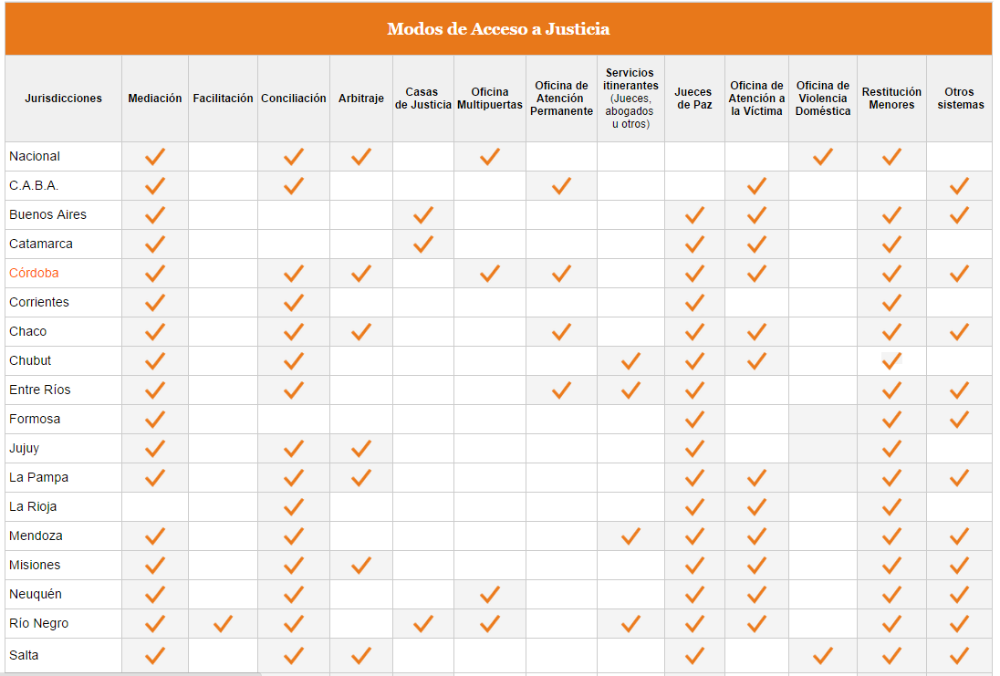 Modos de Acceso a Justicia
Jurisdicciones
Mediación
Facilitación
Conciliación
Arbitraje
Casas
de Justicia
Oficina
Multipuertas
Oficina de
Atención
Permanente
Servicios
itinerantes
(Jueces,
abogados
u otros)
Jueces
de Paz
Oficina de
Atención a
la Víctima
Oficina de
Violencia
Doméstica
Restitución
Menores
Otros
sistemas
Nacional
C.A.B.A.
Buenos Aires
Catamarca
Córdoba
Corrientes
Chaco
Chubut
Entre Ríos
Formosa
Jujuy
La Pampa
La Rioja
Mendoza
Misiones
Neuquén
Río Negro
Salta